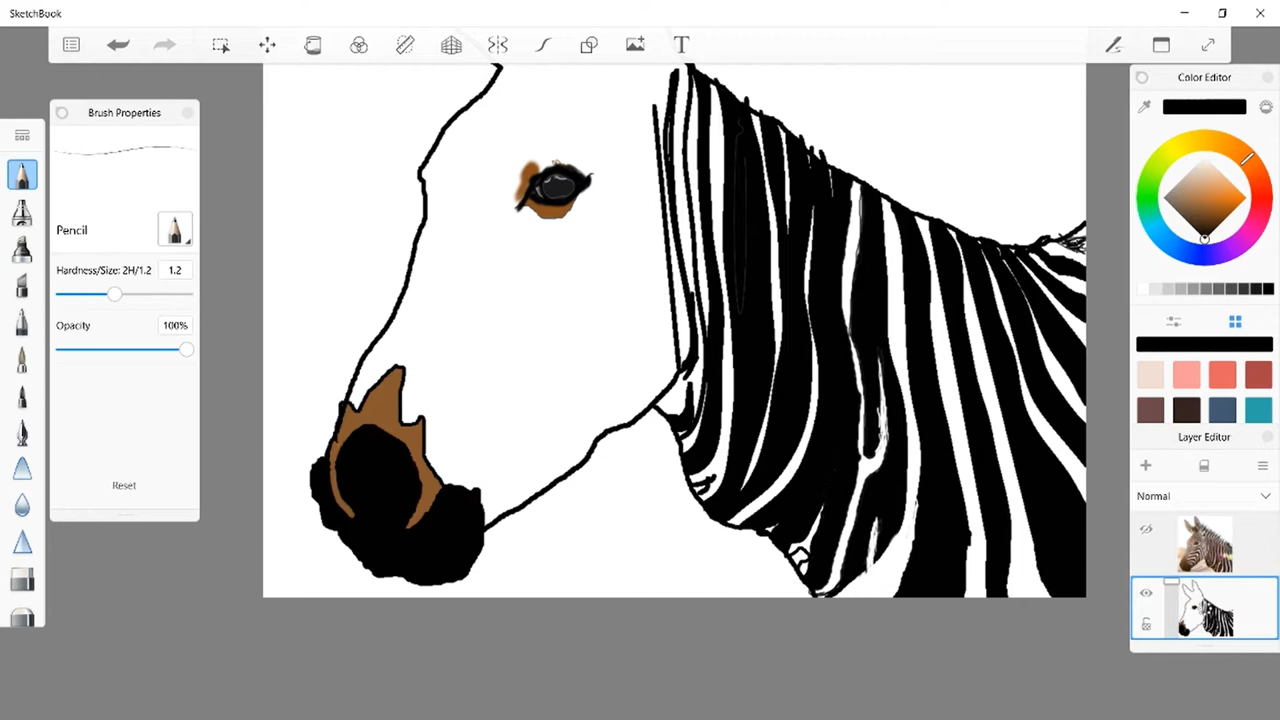 SketchBook
T
Brush Properties
Color Editor
Pencil
Hardness/Size: 2H/1.2 1.2
Opacity 100%
Reset
Layer Editor
Normal